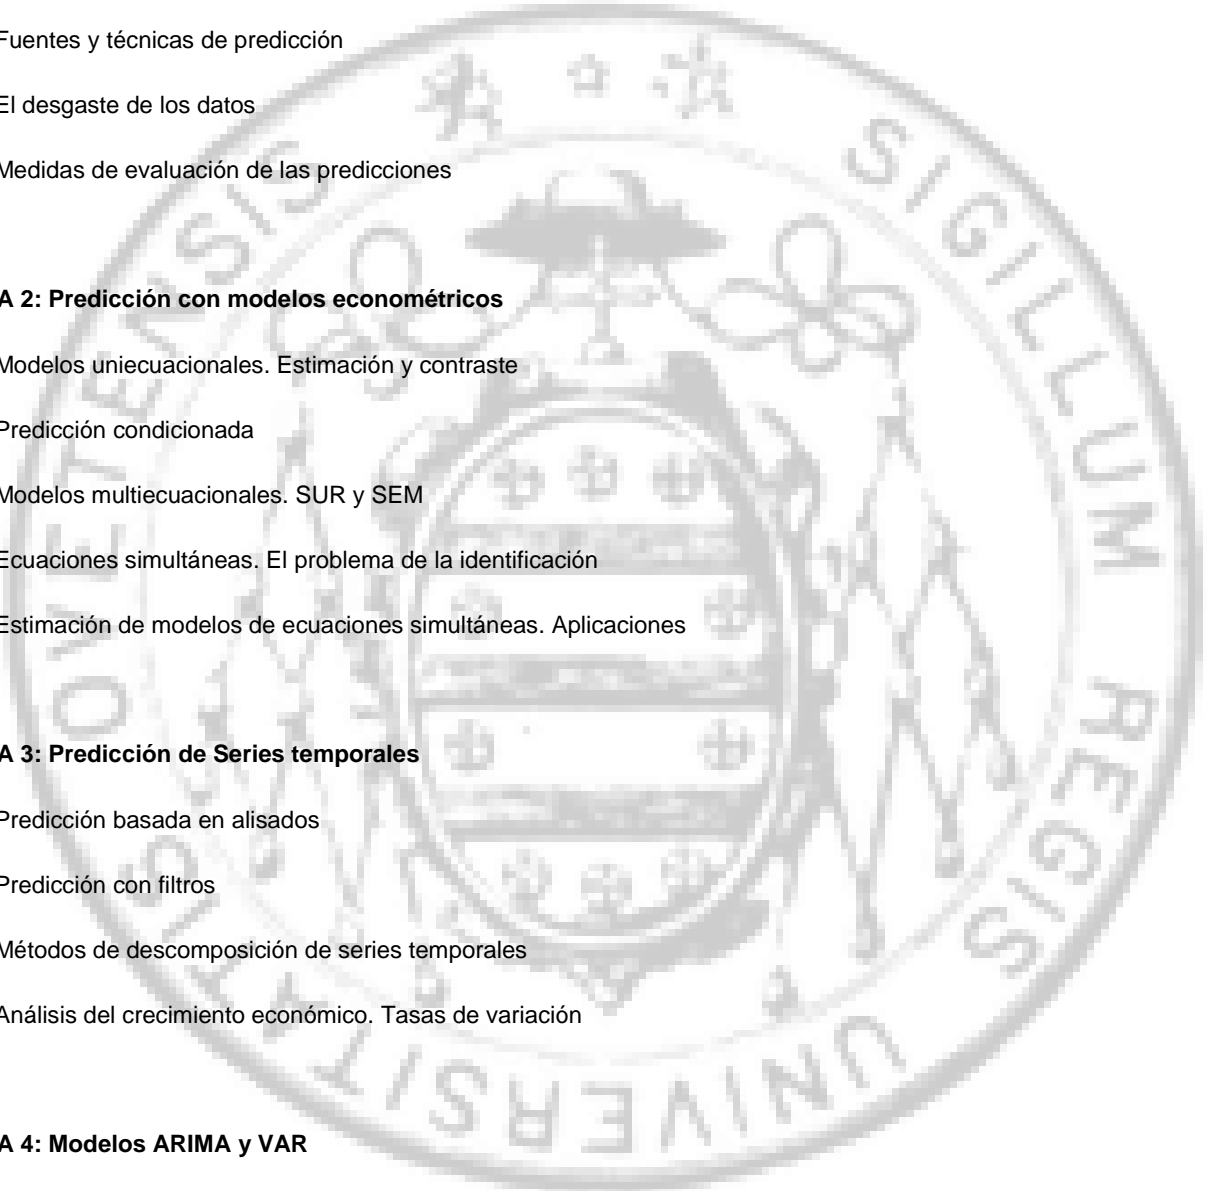 Fuentes y técnicas de predicción
El desgaste de los datos
Medidas de evaluación de las predicciones
A 2: Predicción con modelos econométricos
Modelos uniecuacionales. Estimación y contraste
Predicción condicionada
Modelos multiecuacionales. SUR y SEM
Ecuaciones simultáneas. El problema de la identificación
Estimación de modelos de ecuaciones simultáneas. Aplicaciones
A 3: Predicción de Series temporales
Predicción basada en alisados
Predicción con filtros
Métodos de descomposición de series temporales
Análisis del crecimiento económico. Tasas de variación
A 4: Modelos ARIMA y VAR
SIGILLUM REGIS UNIVERSITATIS OVETENSIS